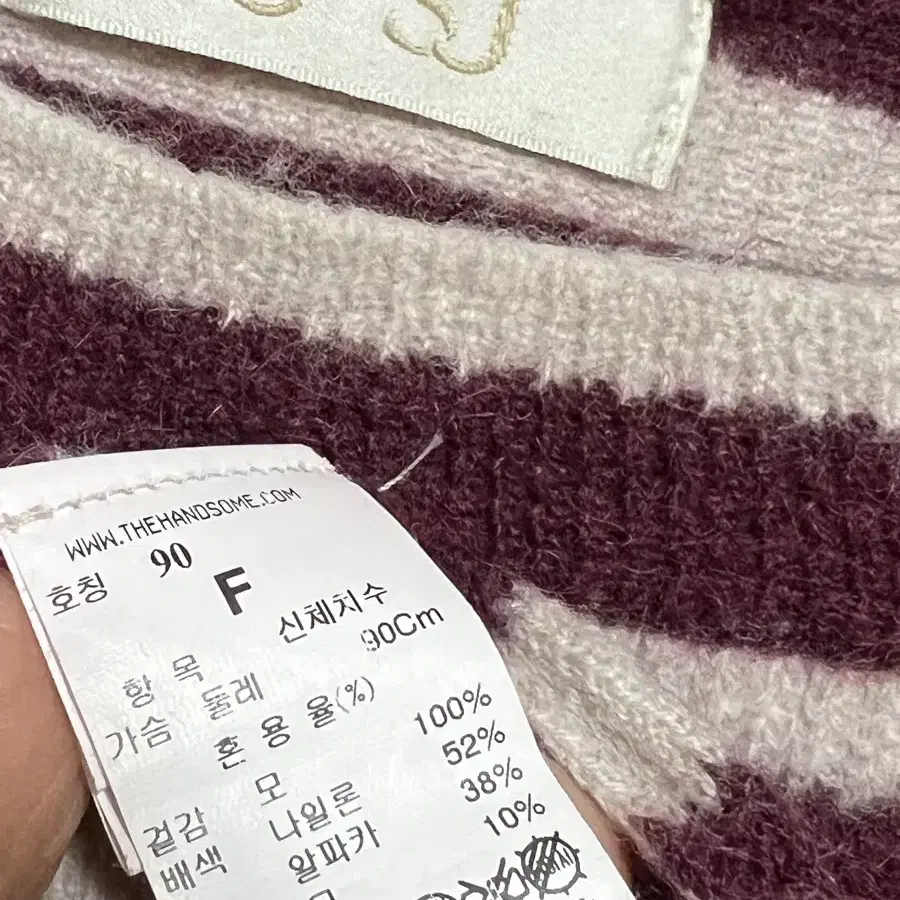 WWW.THEHANDSOME.COM
호칭 90
F
항 목 신체치수
가슴 둘레 90Cm
혼 용 율(%)
겉감 모 100%
배색 나일론 52%
알파카 38%
모 10%